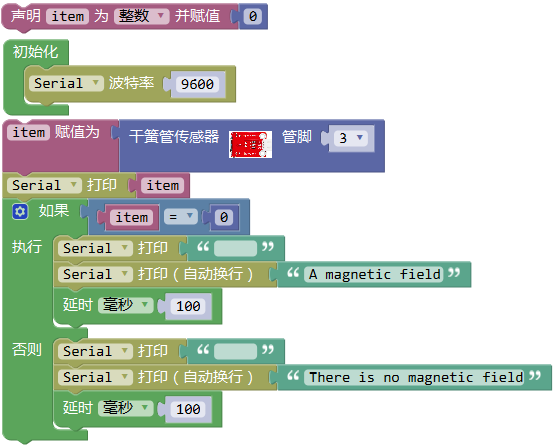 声明 item 为 整数 并赋值 0
初始化
Serial 波特率 9600
item 赋值为 干簧管传感器 管脚 3
Serial 打印 item
如果 item = 0
执行 Serial 打印 “ ”
Serial 打印（自动换行） “ A magnetic field ”
延时 毫秒 100
否则 Serial 打印 “ ”
Serial 打印（自动换行） “ There is no magnetic field ”
延时 毫秒 100